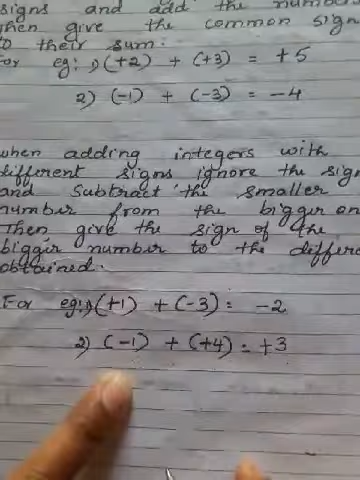 signs and add the number
then give the common sign
to their sum:
For eg: 1) (+2) + (+3) = +5
2) (-1) + (-3) = -4
when adding integers with
different signs ignore the sign
and subtract the smaller
number from the bigger on
Then give the sign of the
bigger number to the differe
obtained.
For eg: 1) (+1) + (-3) = -2
2) (-1) + (+4) = +3